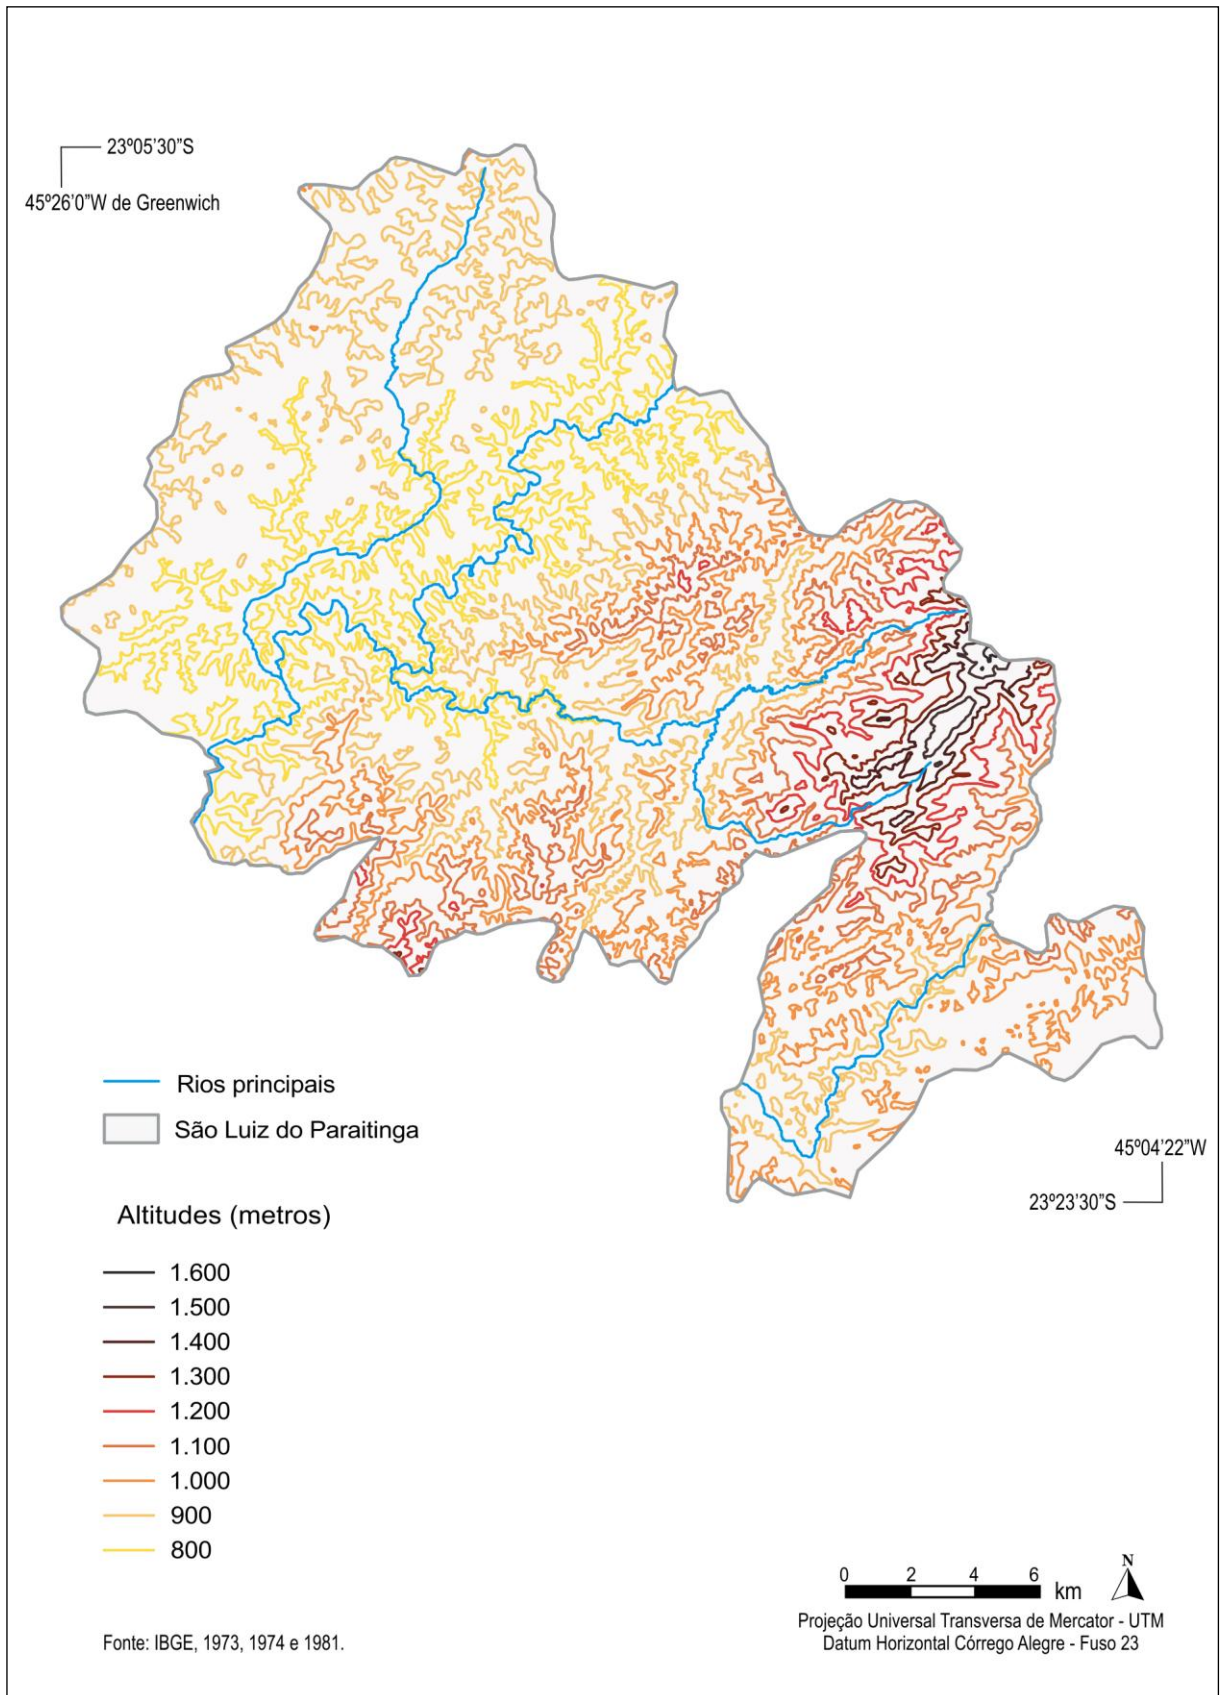 23º05’30”S
45º26’0”W de Greenwich
Rios principais
São Luiz do Paraitinga
45º04’22”W
23º23’30”S
Altitudes (metros)
1.600
1.500
1.400
1.300
1.200
1.100
1.000
900
800
0 2 4 6 km
N
Projeção Universal Transversa de Mercator - UTM
Datum Horizontal Córrego Alegre - Fuso 23
Fonte: IBGE, 1973, 1974 e 1981.